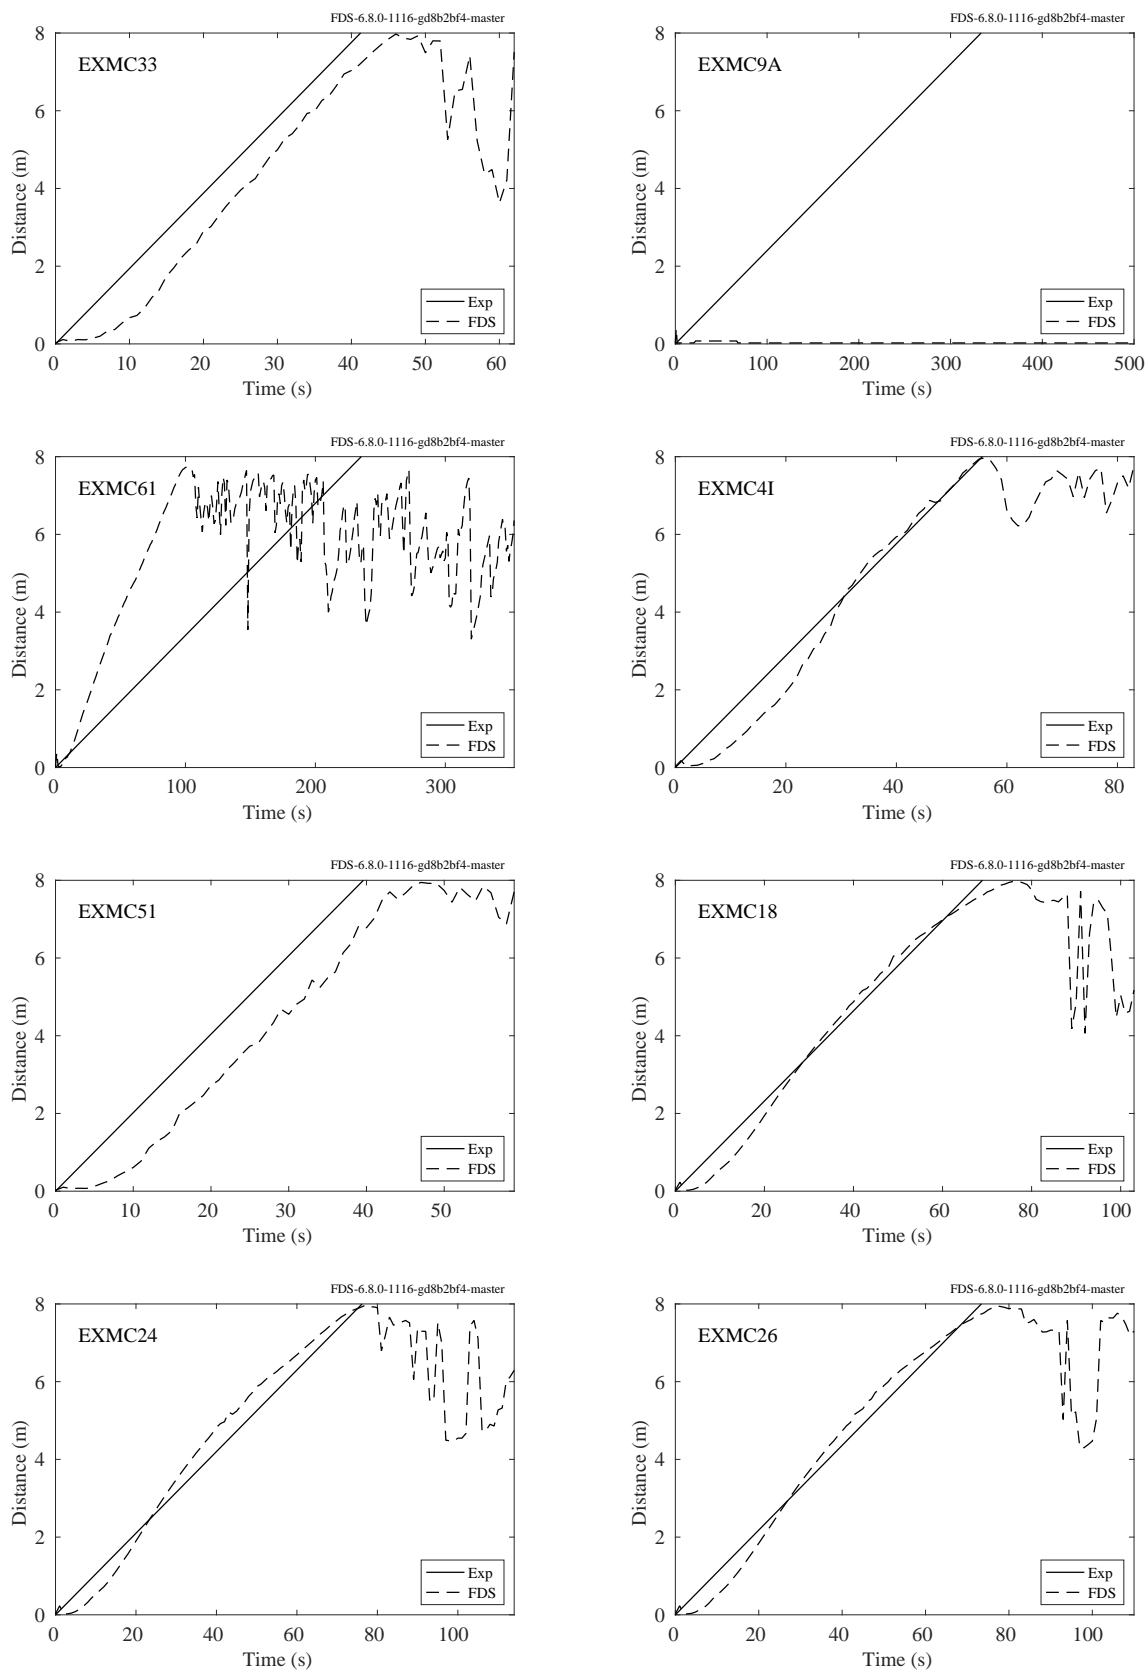 FDS-6.8.0-1116-gd8b2bf4-master
EXMC33
Distance (m)
8
6
4
2
0
Exp
FDS
0 10 20 30 40 50 60
Time (s)
FDS-6.8.0-1116-gd8b2bf4-master
EXMC9A
Distance (m)
8
6
4
2
0
Exp
FDS
0 100 200 300 400 500
Time (s)
FDS-6.8.0-1116-gd8b2bf4-master
EXMC61
Distance (m)
8
6
4
2
0
Exp
FDS
0 100 200 300
Time (s)
FDS-6.8.0-1116-gd8b2bf4-master
EXMC4I
Distance (m)
8
6
4
2
0
Exp
FDS
0 20 40 60 80
Time (s)
FDS-6.8.0-1116-gd8b2bf4-master
EXMC51
Distance (m)
8
6
4
2
0
Exp
FDS
0 10 20 30 40 50
Time (s)
FDS-6.8.0-1116-gd8b2bf4-master
EXMC18
Distance (m)
8
6
4
2
0
Exp
FDS
0 20 40 60 80 100
Time (s)
FDS-6.8.0-1116-gd8b2bf4-master
EXMC24
Distance (m)
8
6
4
2
0
Exp
FDS
0 20 40 60 80 100
Time (s)
FDS-6.8.0-1116-gd8b2bf4-master
EXMC26
Distance (m)
8
6
4
2
0
Exp
FDS
0 20 40 60 80 100
Time (s)